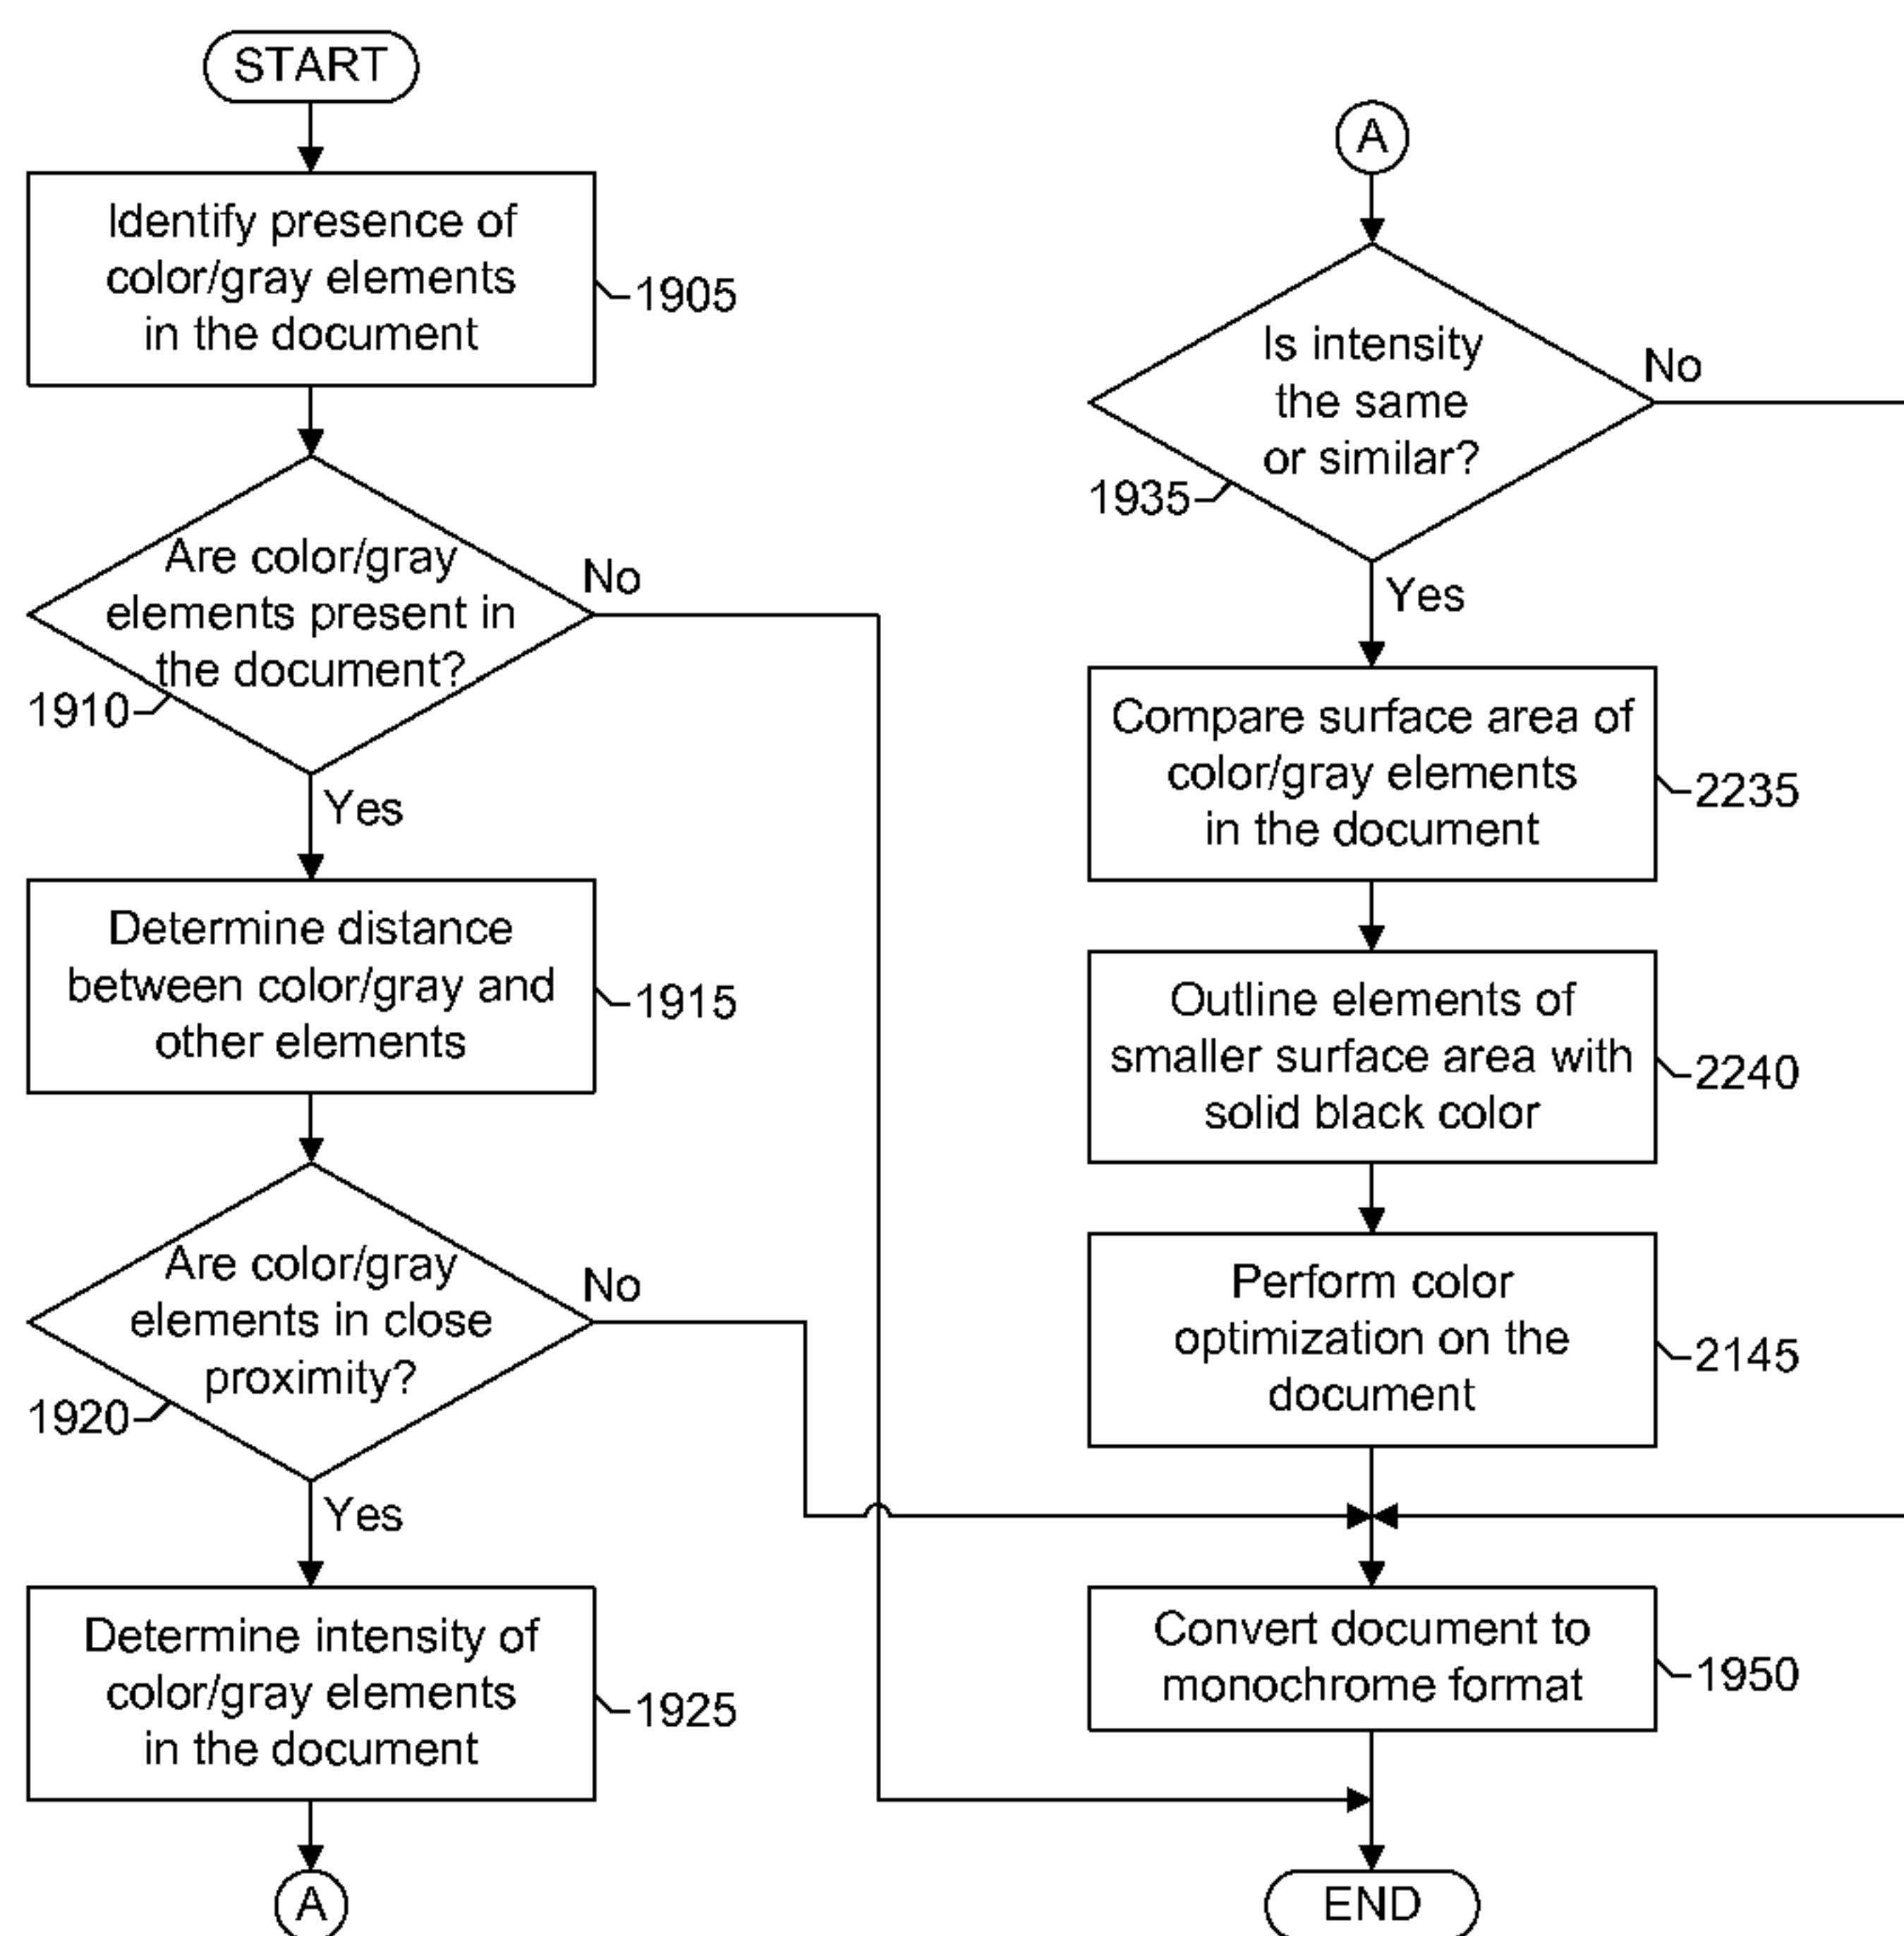 START
Identify presence of
color/gray elements
in the document
1905
Are color/gray
elements present in
the document?
No
1910
Yes
Determine distance
between color/gray and
other elements
1915
Are color/gray
elements in close
proximity?
No
1920
Yes
Determine intensity of
color/gray elements
in the document
1925
A
A
Is intensity
the same
or similar?
No
1935
Yes
Compare surface area of
color/gray elements
in the document
2235
Outline elements of
smaller surface area with
solid black color
2240
Perform color
optimization on the
document
2145
Convert document to
monochrome format
1950
END